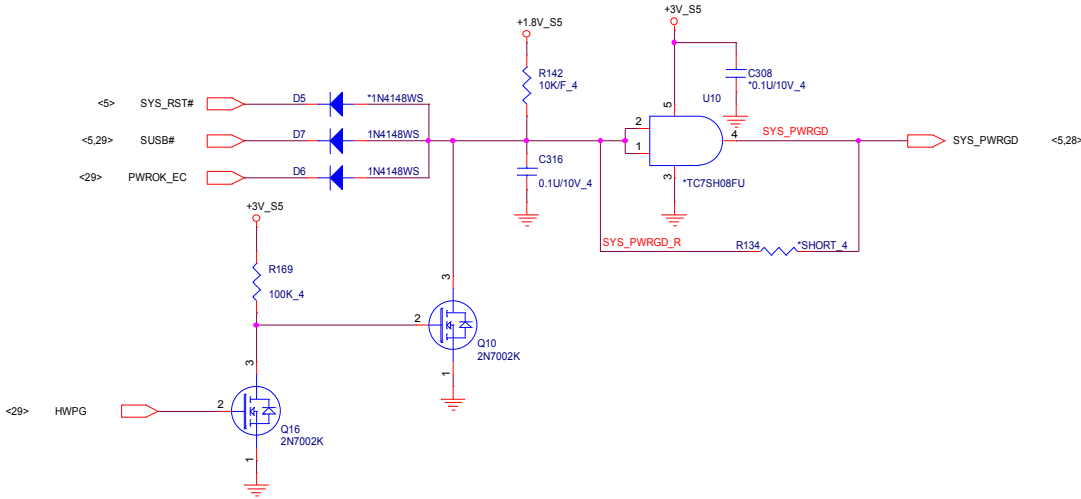 +3V_S5
+1.8V_S5
R142
10K/F_4
C308
*0.1U/10V_4
U10
5
<5> SYS_RST# D5 *1N4148WS
<5,29> SUSB# D7 1N4148WS
<29> PWROK_EC D6 1N4148WS
2
1
4
SYS_PWRGD
SYS_PWRGD <5,28>
3
*TC7SH08FU
C316
0.1U/10V_4
+3V_S5
SYS_PWRGD_R
R134 *SHORT_4
R169
100K_4
3
2
Q10
2N7002K
1
3
<29> HWPG
2
Q16
2N7002K
1